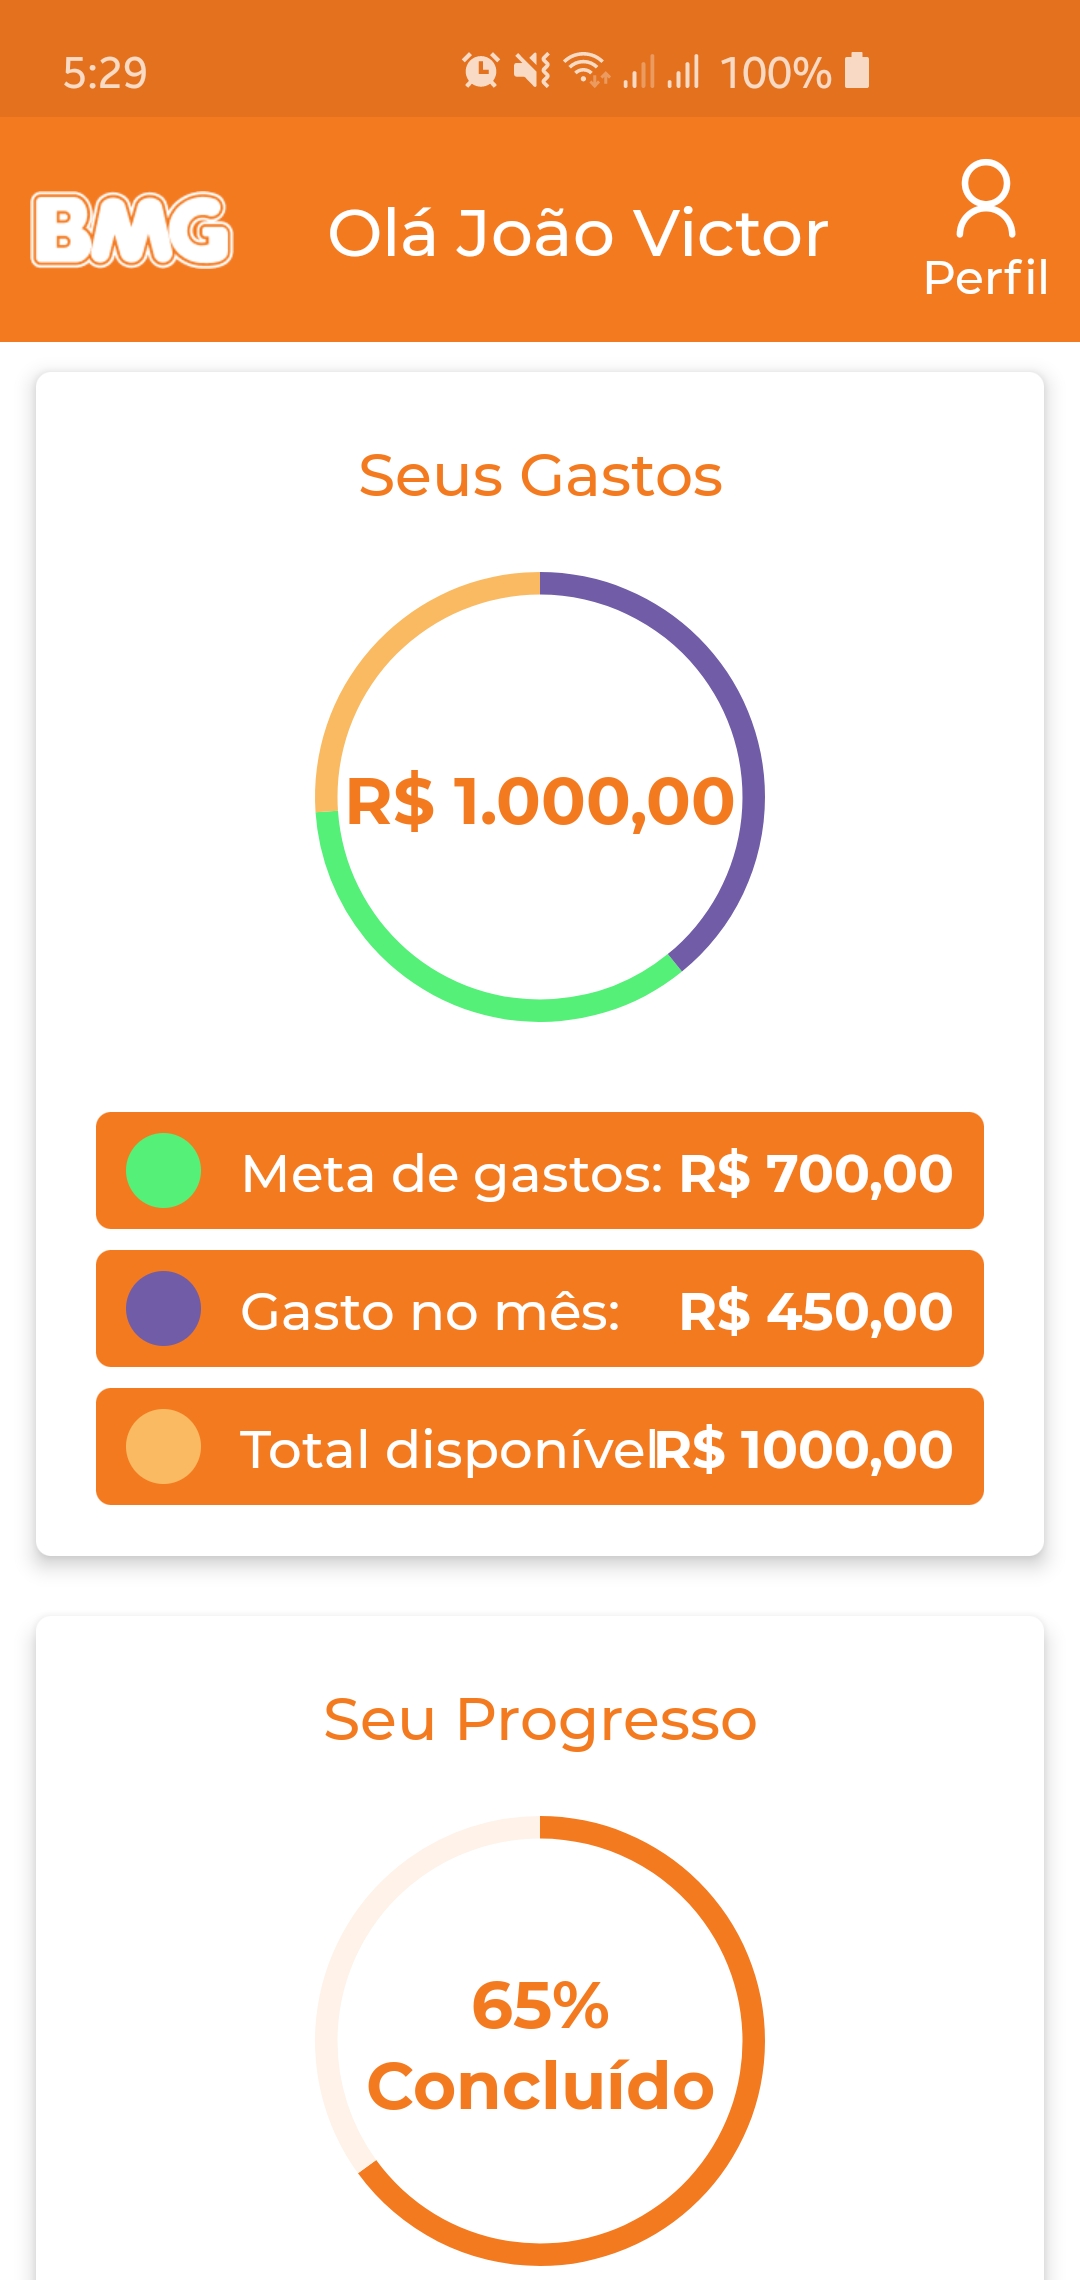 5:29
100%
BMG
Olá João Victor
Perfil
Seus Gastos
R$ 1.000,00
Meta de gastos: R$ 700,00
Gasto no mês: R$ 450,00
Total disponível R$ 1000,00
Seu Progresso
65%
Concluído